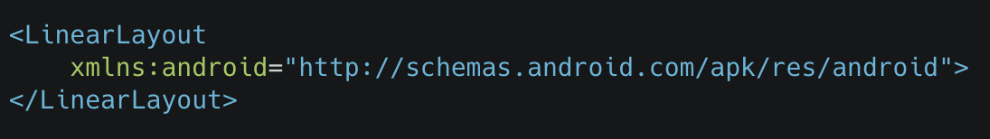 <LinearLayout
    xmlns:android="http://schemas.android.com/apk/res/android">
</LinearLayout>